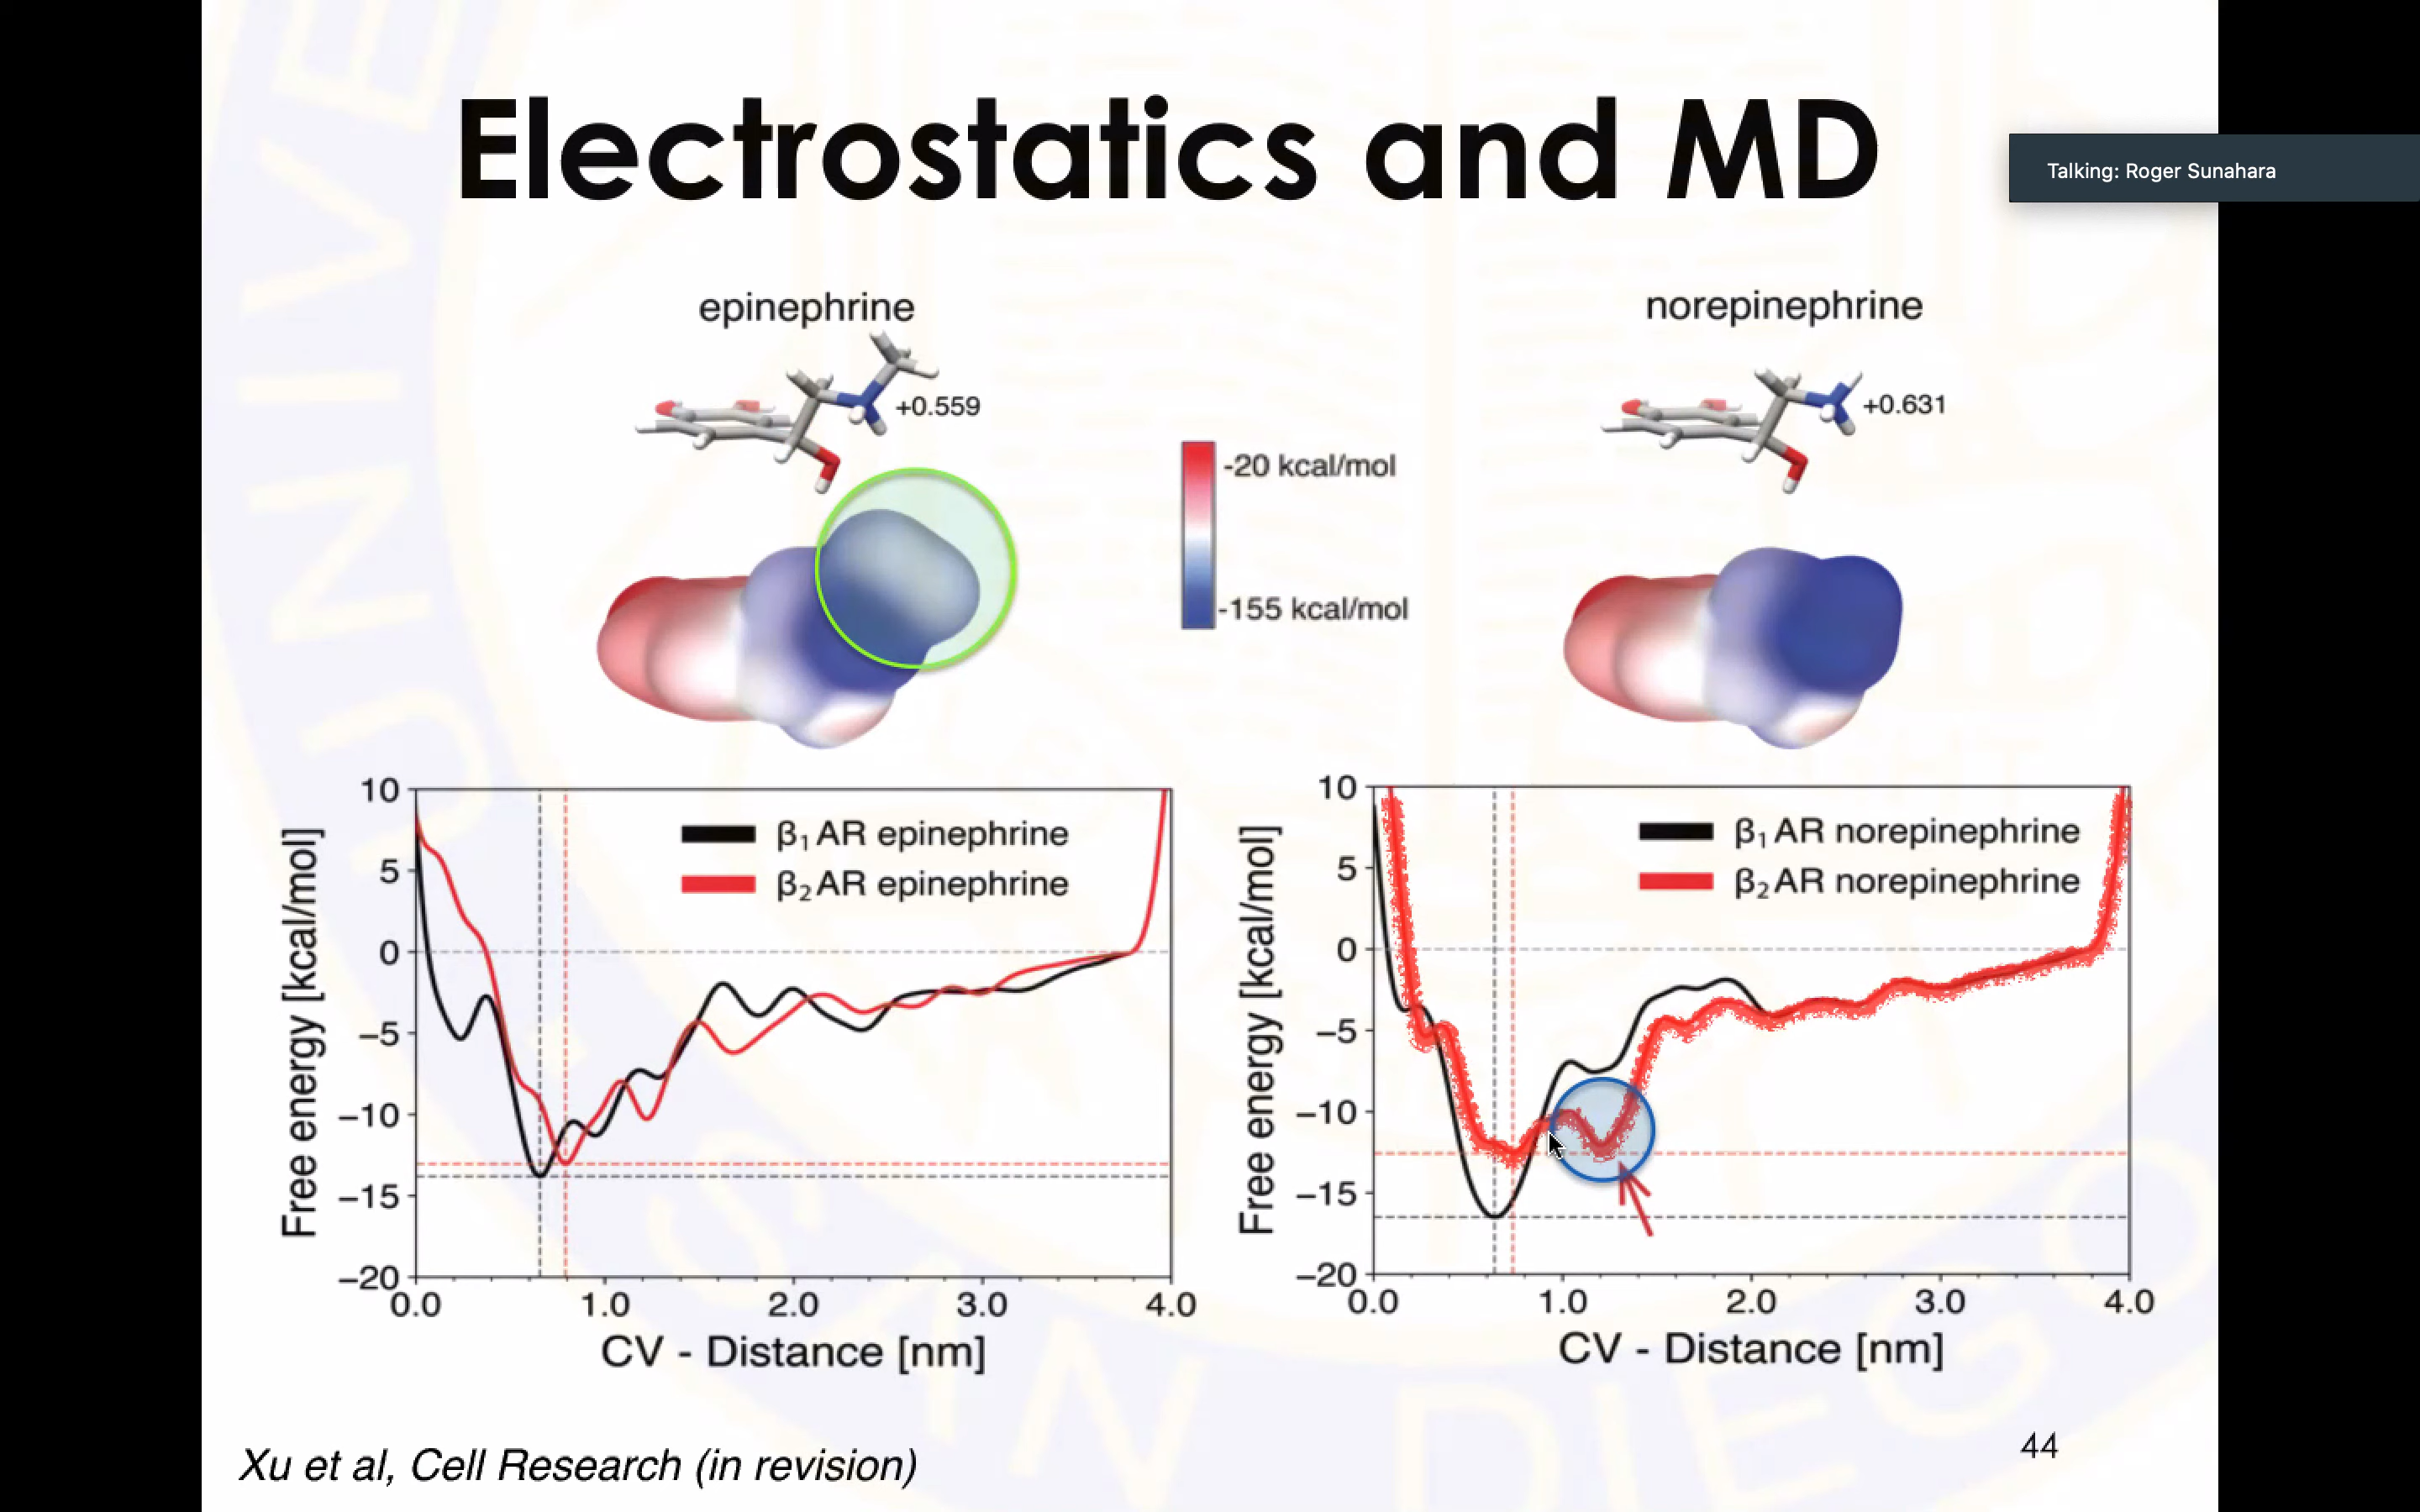 Electrostatics and MD
Talking: Roger Sunahara
epinephrine
+0.559
-20 kcal/mol
-155 kcal/mol
norepinephrine
+0.631
β₁AR epinephrine
β₂AR epinephrine
10
5
0
−5
−10
−15
−20
Free energy [kcal/mol]
0.0 1.0 2.0 3.0 4.0
CV - Distance [nm]
β₁AR norepinephrine
β₂AR norepinephrine
10
5
0
−5
−10
−15
−20
Free energy [kcal/mol]
0.0 1.0 2.0 3.0 4.0
CV - Distance [nm]
Xu et al, Cell Research (in revision)
44